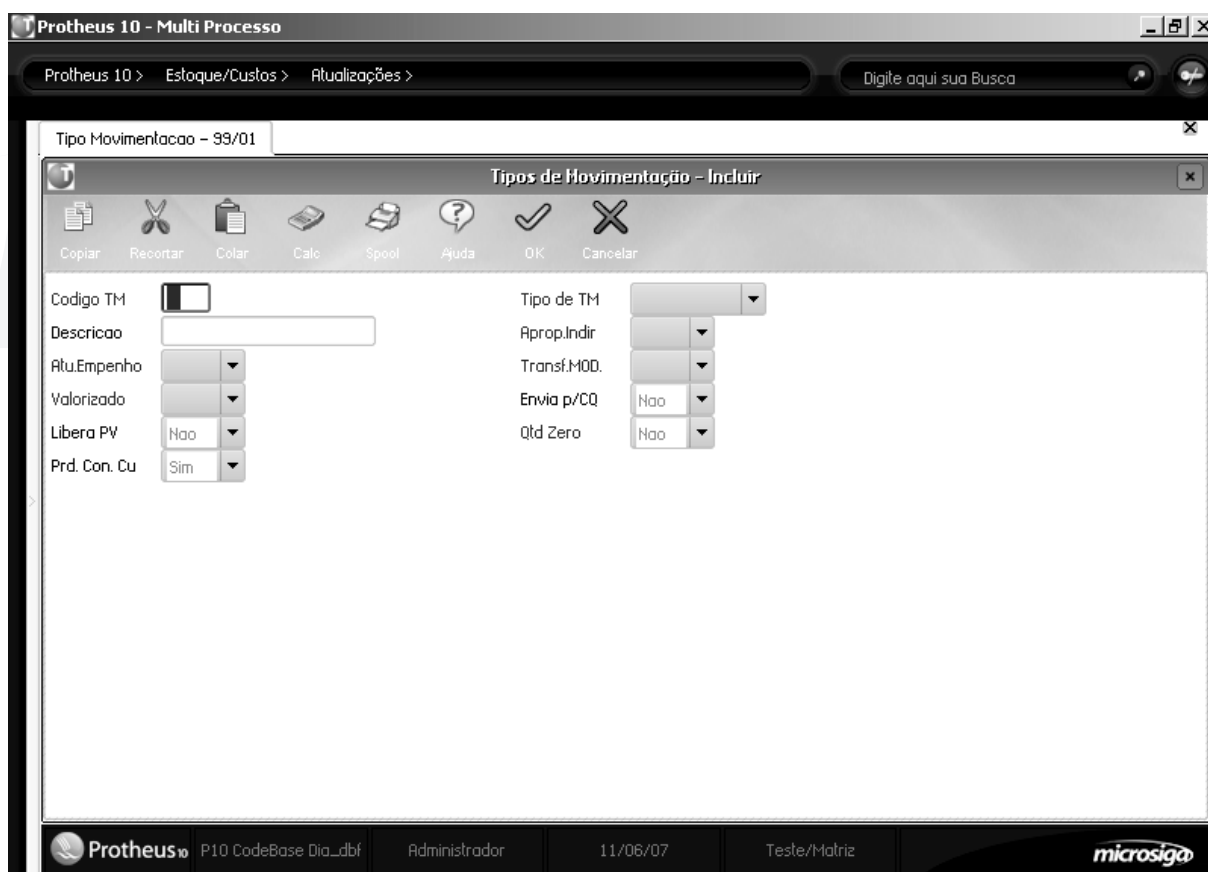 Protheus 10 - Multi Processo
Protheus 10 > Estoque/Custos > Atualizações > Digite aqui sua Busca
Tipo Movimentacao - 99/01
Tipos de Movimentação - Incluir
Copiar Recortar Colar Calc Spool Ajuda OK Cancelar
Codigo TM Tipo de TM
Descricao Aprop.Indir
Atu.Empenho Transf.MOD.
Valorizado Envia p/CQ Nao
Libera PV Nao Qtd Zero Nao
Prd. Con. Cu Sim
Protheus10 P10 CodeBase Dia_dbf Administrador 11/06/07 Teste/Matriz microsiga